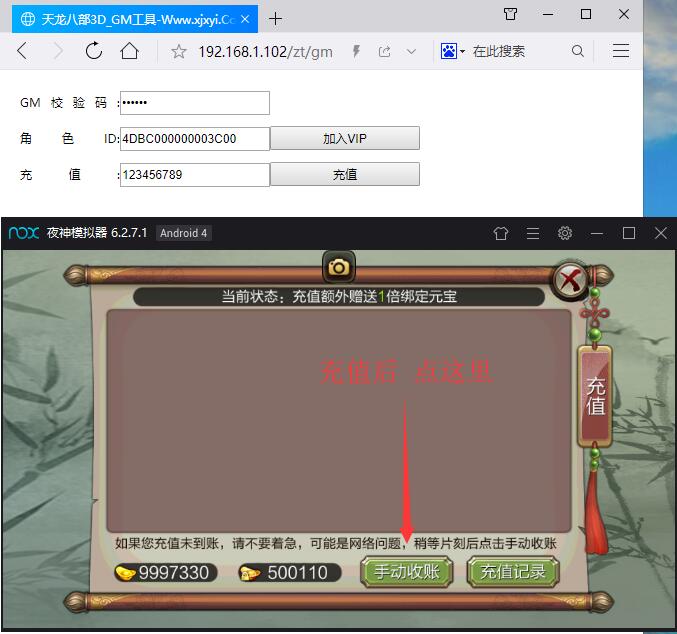 天龙八部3D_GM工具-Www.xjxyi.Co
192.168.1.102/zt/gm
在此搜索
GM 校验码:••••••
角色ID:4DBC000000003C00 加入VIP
充值:123456789 充值
nox 夜神模拟器 6.2.7.1 Android 4
当前状态：充值额外赠送1倍绑定元宝
充值后 点这里
充值
如果您充值未到账，请不要着急，可能是网络问题，稍等片刻后点击手动收账
9997330 500110 手动收账 充值记录